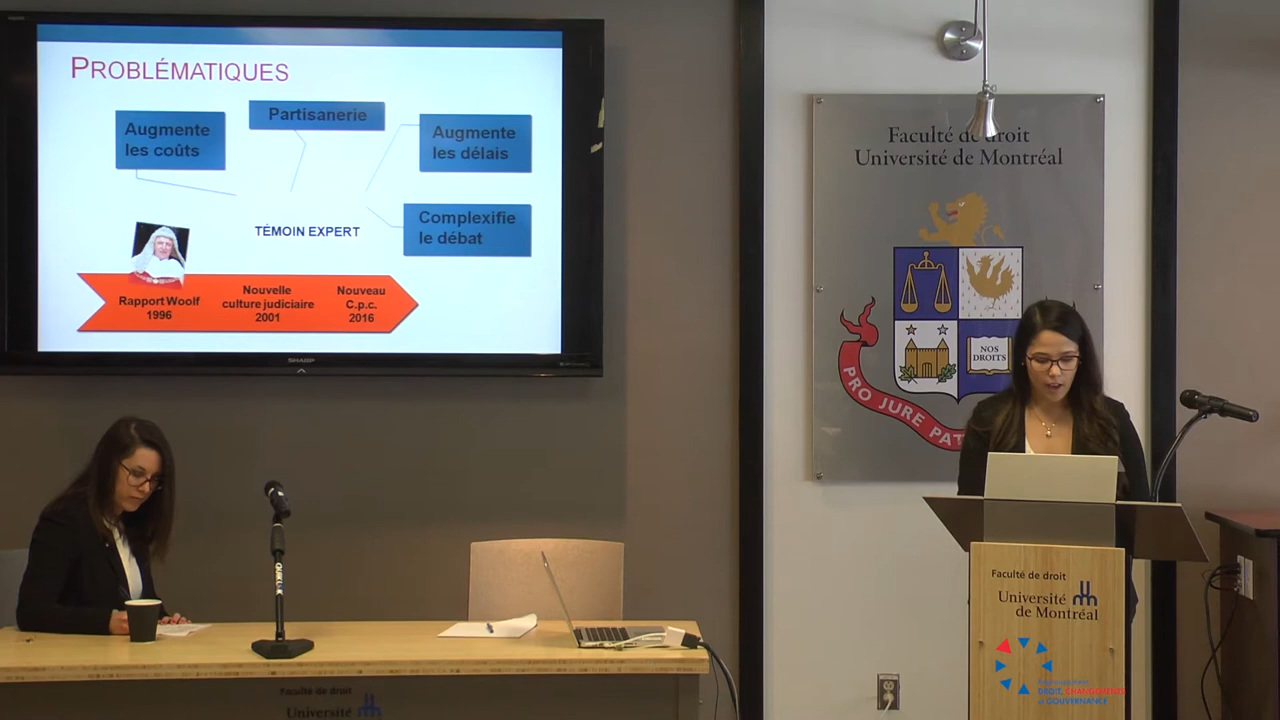 PROBLÉMATIQUES
Partisanerie
Augmente
les coûts
Augmente
les délais
Complexifie
le débat
TÉMOIN EXPERT
Rapport Woolf
1996
Nouvelle
culture judiciaire
2001
Nouveau
C.p.c.
2016
SHARP
Faculté de droit
Université de Montréal
NOS
DROITS
PRO JURE PAT
Faculté de droit
Université
de Montréal
DROIT, CHANGEMENTS
et GOUVERNANCE
Faculté de droit
Université